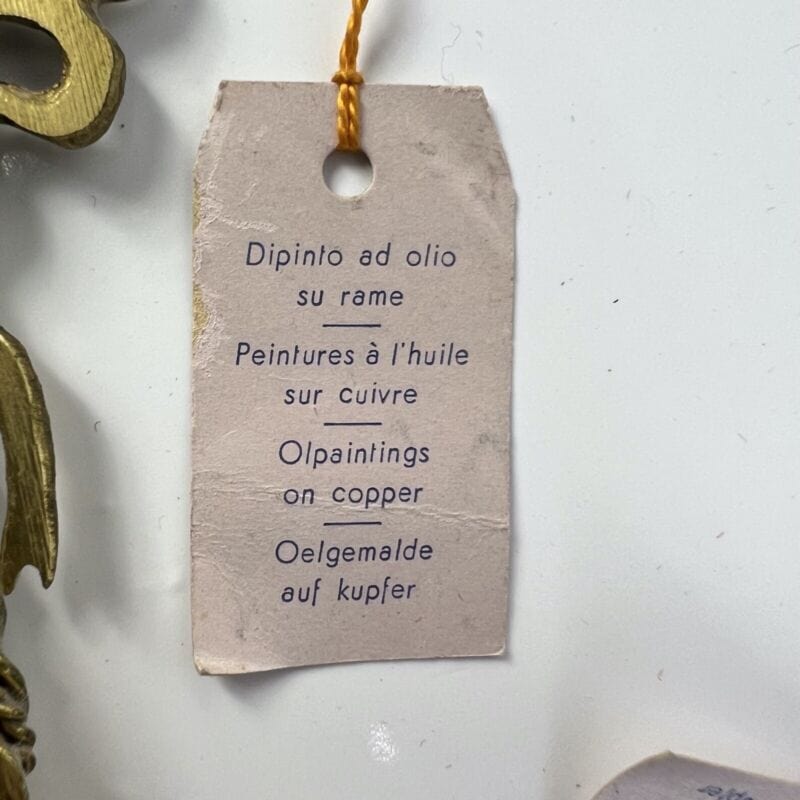 Dipinto ad olio
su rame
Peintures à l'huile
sur cuivre
Olpaintings
on copper
Oelgemalde
auf kupfer